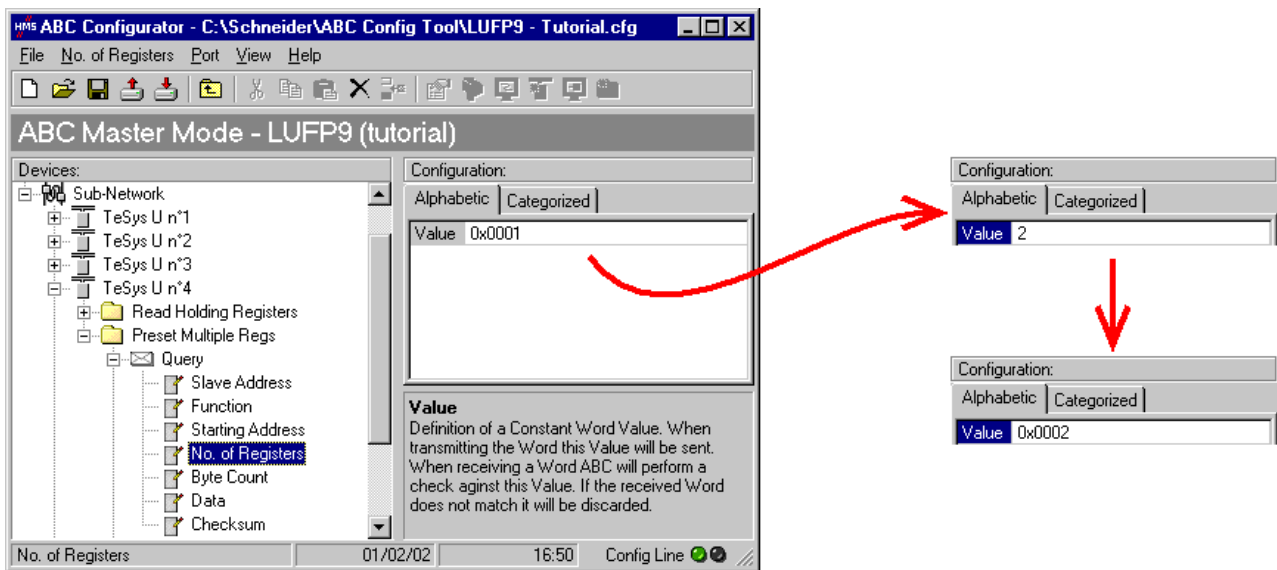 HMS ABC Configurator - C:\Schneider\ABC Config Tool\LUFP9 - Tutorial.cfg
File No. of Registers Port View Help
ABC Master Mode - LUFP9 (tutorial)
Devices:
Sub-Network
TeSys U n°1
TeSys U n°2
TeSys U n°3
TeSys U n°4
Read Holding Registers
Preset Multiple Regs
Query
Slave Address
Function
Starting Address
No. of Registers
Byte Count
Data
Checksum
Configuration:
Alphabetic Categorized
Value 0x0001
Value
Definition of a Constant Word Value. When
transmitting the Word this Value will be sent.
When receiving a Word ABC will perform a
check aginst this Value. If the received Word
does not match it will be discarded.
No. of Registers 01/02/02 16:50 Config Line
Configuration:
Alphabetic Categorized
Value 2
Configuration:
Alphabetic Categorized
Value 0x0002